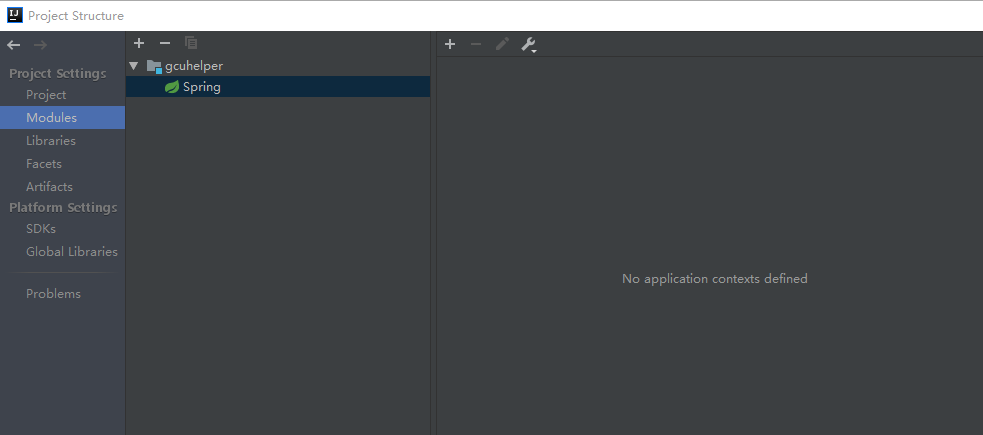 IJ
Project Structure
Project Settings
Project
Modules
Libraries
Facets
Artifacts
Platform Settings
SDKs
Global Libraries
Problems
gcuhelper
Spring
No application contexts defined